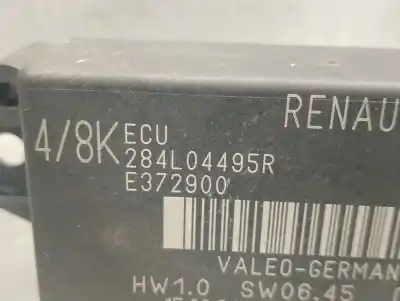 RENAU
4/8K ECU
284L04495R
E372900
VALEO-GERMAN
HW1.0 SW06.45